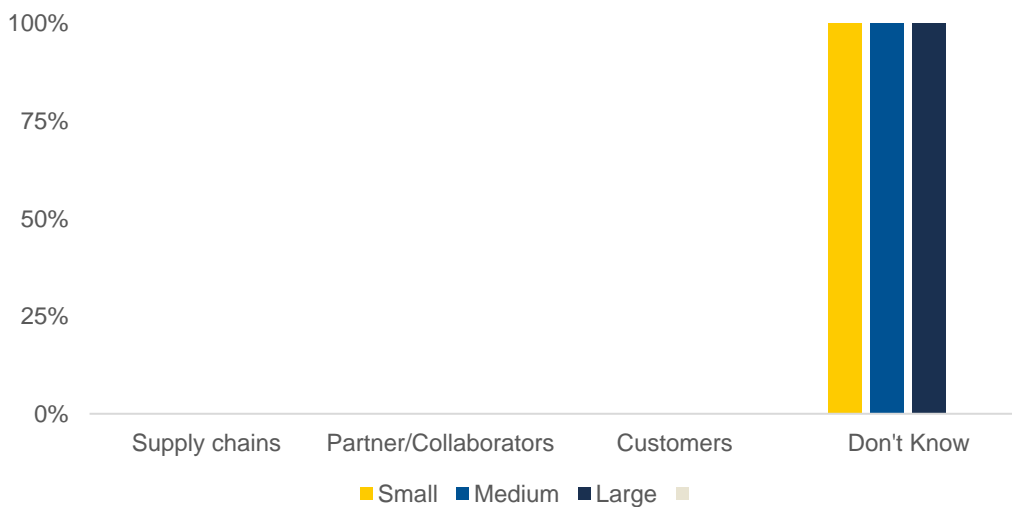 100%
75%
50%
25%
0%
Supply chains Partner/Collaborators Customers Don't Know
Small Medium Large